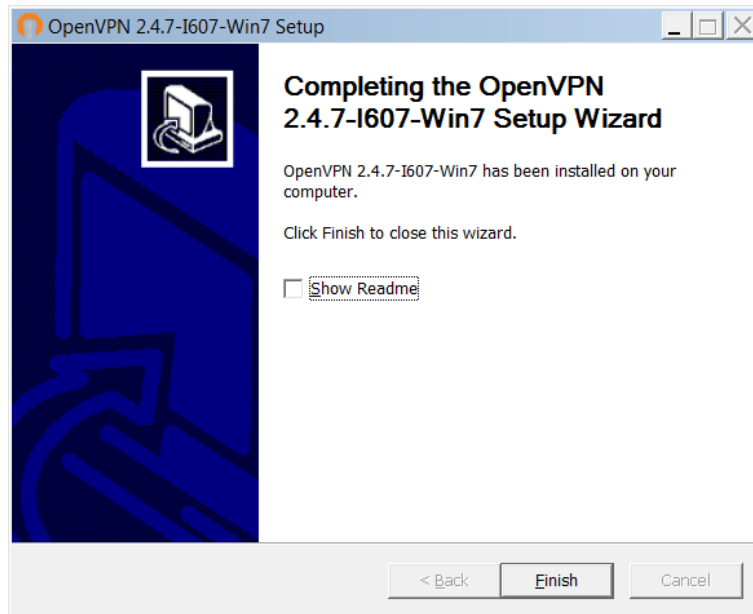 OpenVPN 2.4.7-I607-Win7 Setup
Completing the OpenVPN
2.4.7-I607-Win7 Setup Wizard
OpenVPN 2.4.7-I607-Win7 has been installed on your
computer.
Click Finish to close this wizard.
Show Readme
< Back
Finish
Cancel